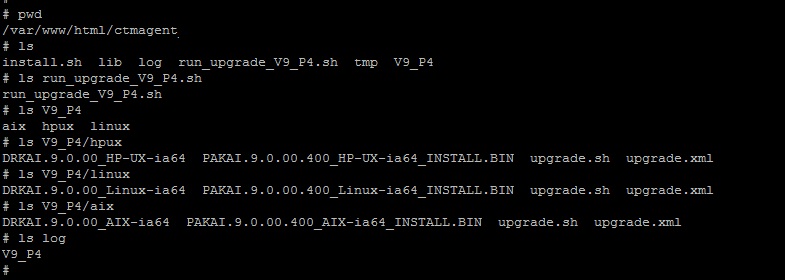 # pwd
/var/www/html/ctmagent
# ls
install.sh  lib  log  run_upgrade_V9_P4.sh  tmp  V9_P4
# ls run_upgrade_V9_P4.sh
run_upgrade_V9_P4.sh
# ls V9_P4
aix  hpux  linux
# ls V9_P4/hpux
DRKAI.9.0.00_HP-UX-ia64  PAKAI.9.0.00.400_HP-UX-ia64_INSTALL.BIN  upgrade.sh  upgrade.xml
# ls V9_P4/linux
DRKAI.9.0.00_Linux-ia64  PAKAI.9.0.00.400_Linux-ia64_INSTALL.BIN  upgrade.sh  upgrade.xml
# ls V9_P4/aix
DRKAI.9.0.00_AIX-ia64  PAKAI.9.0.00.400_AIX-ia64_INSTALL.BIN  upgrade.sh  upgrade.xml
# ls log
V9_P4
#